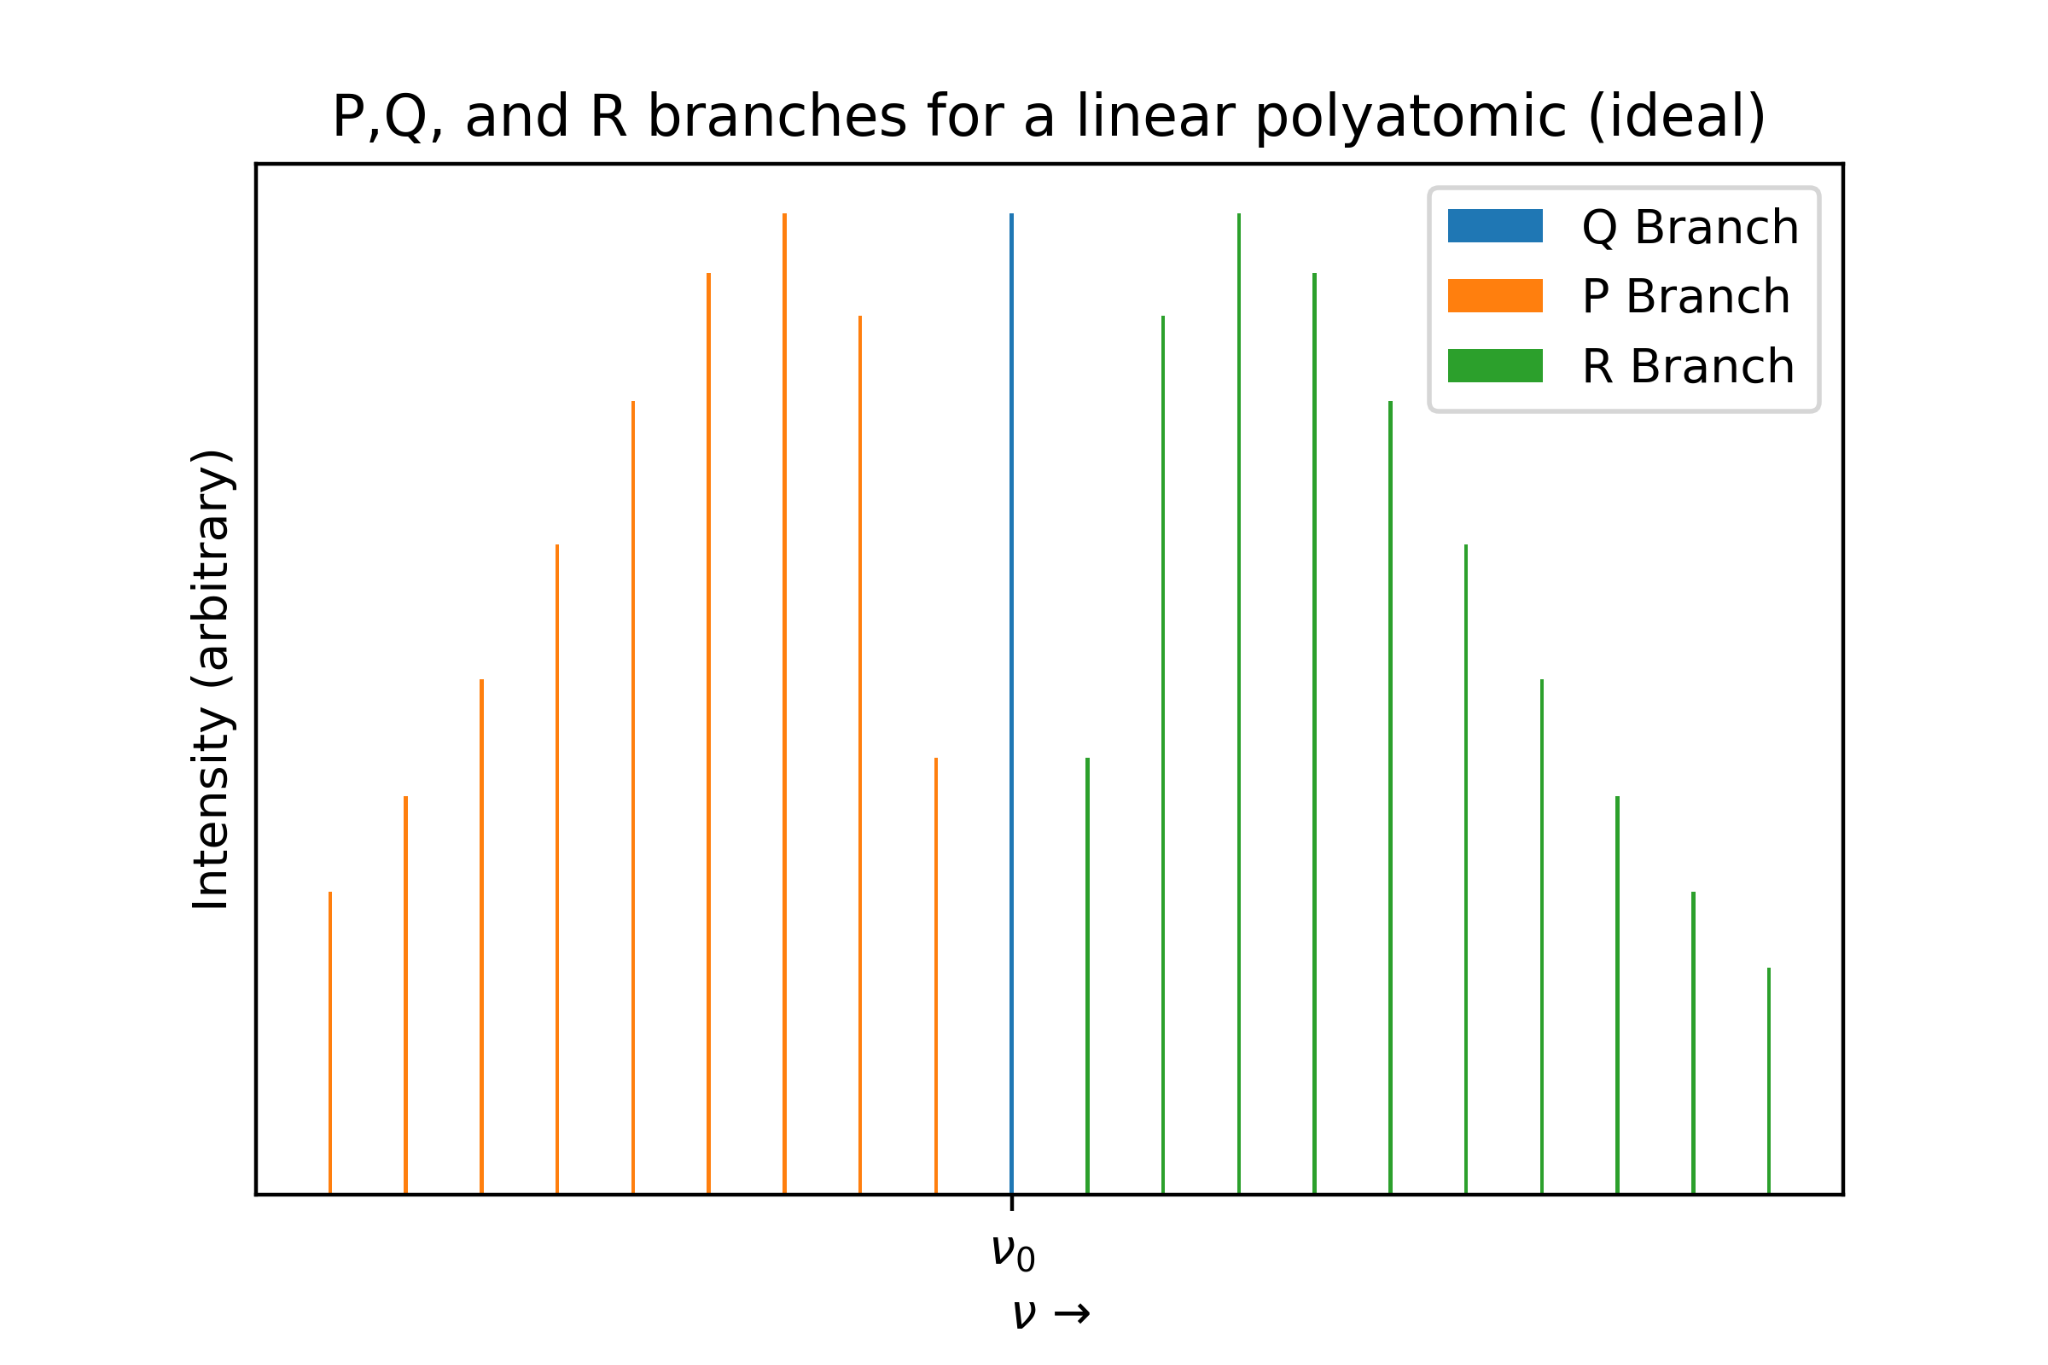 P,Q, and R branches for a linear polyatomic (ideal)
Q Branch
P Branch
R Branch
Intensity (arbitrary)
ν₀
ν →